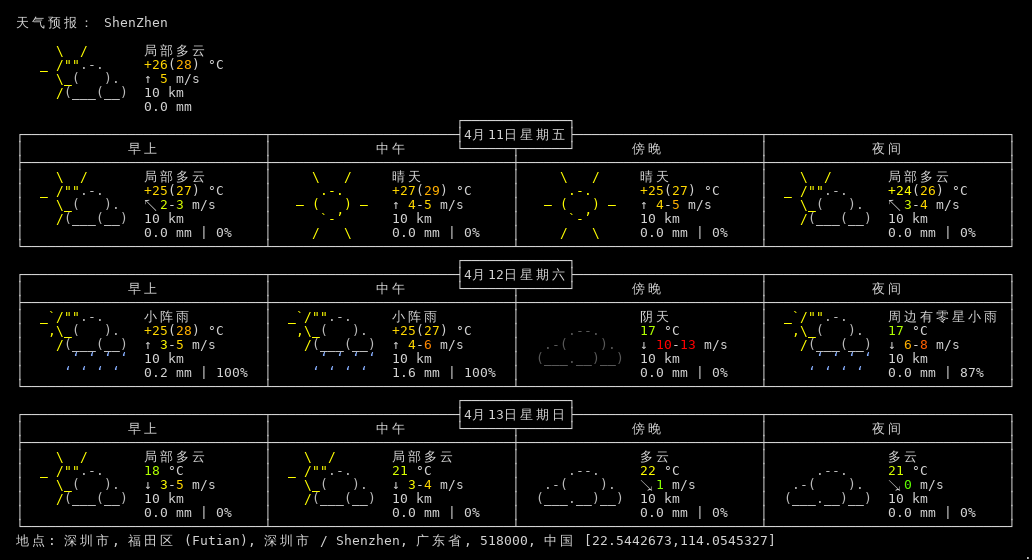 天气预报： ShenZhen
局部多云
+26(28) °C
↑ 5 m/s
10 km
0.0 mm
4月11日星期五
早上 中午 傍晚 夜间
局部多云 晴天 晴天 局部多云
+25(27) °C +27(29) °C +25(27) °C +24(26) °C
↖ 2-3 m/s ↑ 4-5 m/s ↑ 4-5 m/s ↖ 3-4 m/s
10 km 10 km 10 km 10 km
0.0 mm | 0% 0.0 mm | 0% 0.0 mm | 0% 0.0 mm | 0%
4月12日星期六
早上 中午 傍晚 夜间
小阵雨 小阵雨 阴天 周边有零星小雨
+25(28) °C +25(27) °C 17 °C 17 °C
↑ 3-5 m/s ↑ 4-6 m/s ↓ 10-13 m/s ↓ 6-8 m/s
10 km 10 km 10 km 10 km
0.2 mm | 100% 1.6 mm | 100% 0.0 mm | 0% 0.0 mm | 87%
4月13日星期日
早上 中午 傍晚 夜间
局部多云 局部多云 多云 多云
18 °C 21 °C 22 °C 21 °C
↓ 3-5 m/s ↓ 3-4 m/s ↘ 1 m/s ↘ 0 m/s
10 km 10 km 10 km 10 km
0.0 mm | 0% 0.0 mm | 0% 0.0 mm | 0% 0.0 mm | 0%
地点: 深圳市, 福田区 (Futian), 深圳市 / Shenzhen, 广东省, 518000, 中国 [22.5442673,114.0545327]